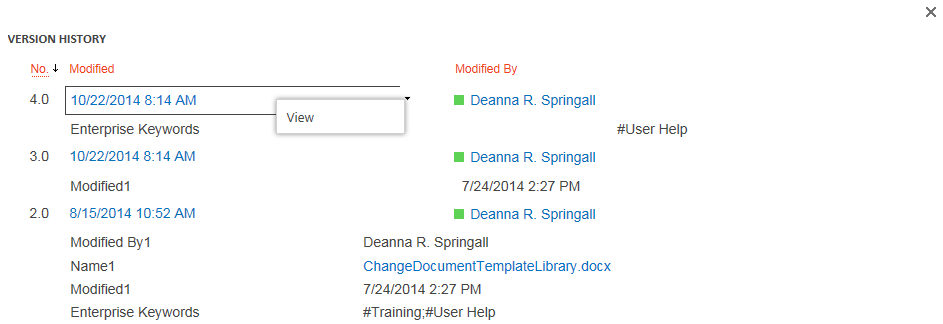 VERSION HISTORY
No. Modified Modified By
4.0 10/22/2014 8:14 AM Deanna R. Springall
View
Enterprise Keywords #User Help
3.0 10/22/2014 8:14 AM Deanna R. Springall
Modified1 7/24/2014 2:27 PM
2.0 8/15/2014 10:52 AM Deanna R. Springall
Modified By1 Deanna R. Springall
Name1 ChangeDocumentTemplateLibrary.docx
Modified1 7/24/2014 2:27 PM
Enterprise Keywords #Training;#User Help